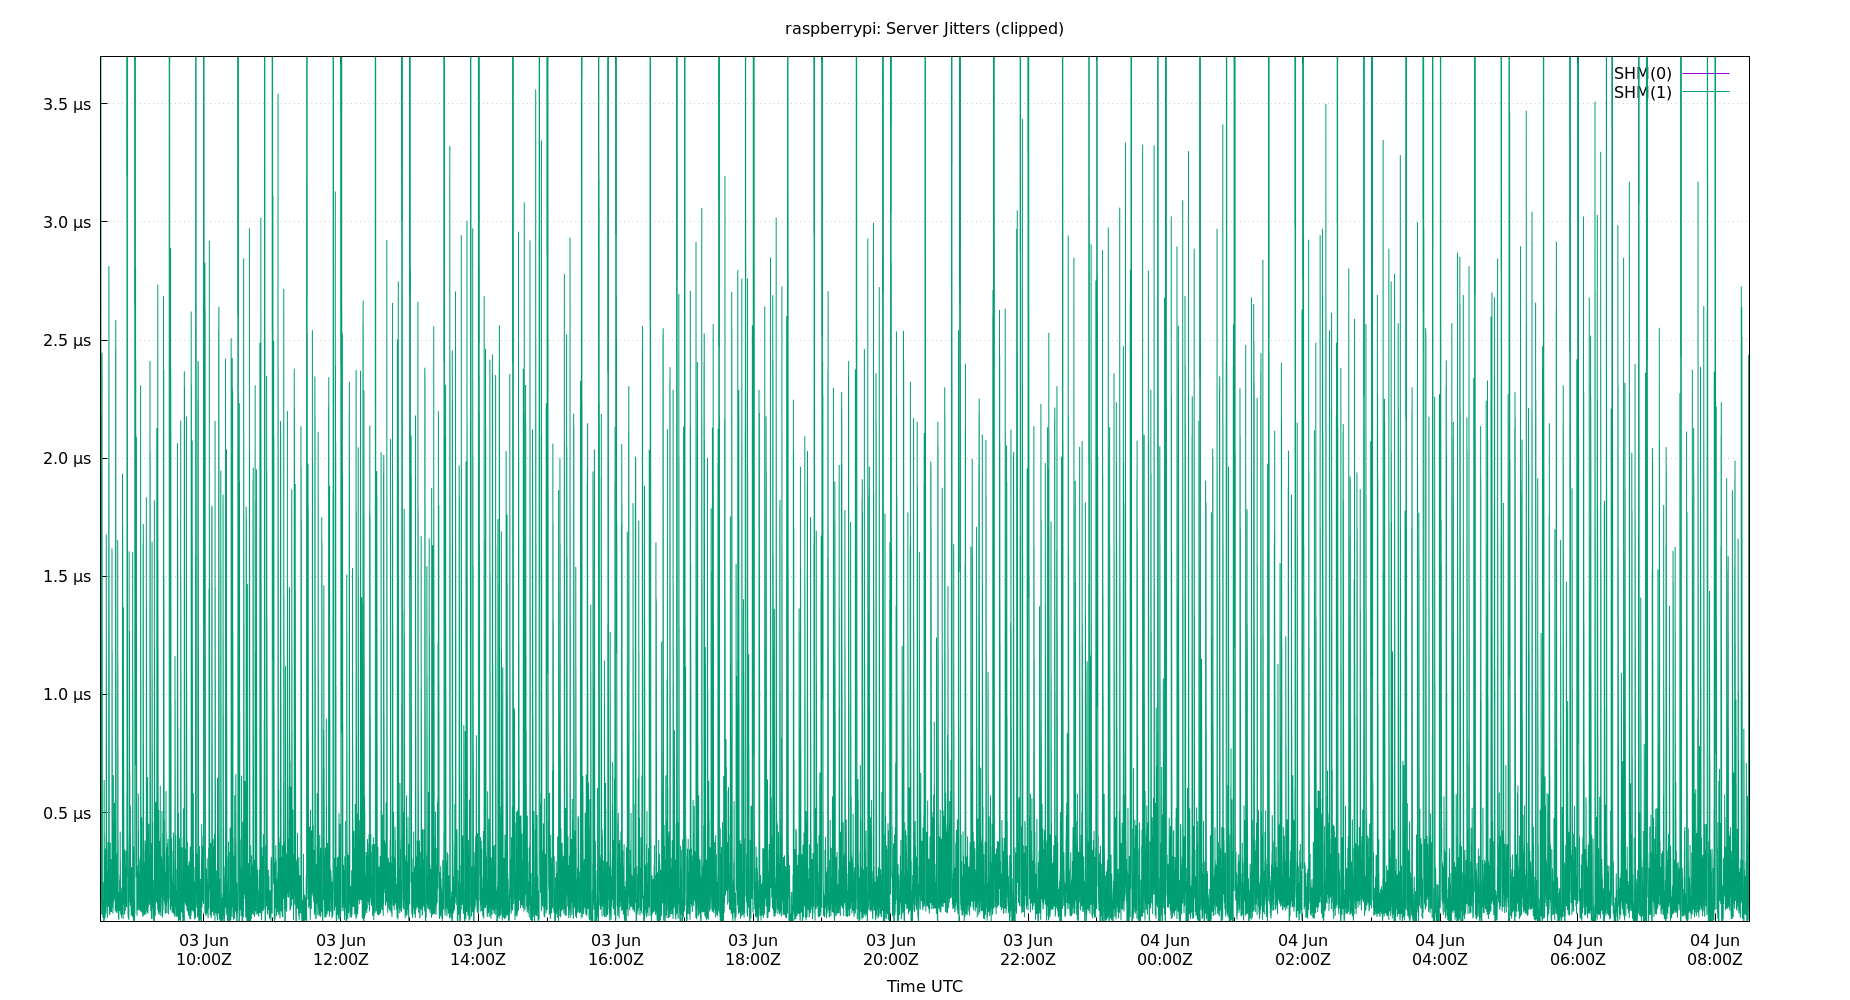 raspberrypi: Server Jitters (clipped)
SHM(0)
SHM(1)
3.5 μs
3.0 μs
2.5 μs
2.0 μs
1.5 μs
1.0 μs
0.5 μs
03 Jun 03 Jun 03 Jun 03 Jun 03 Jun 03 Jun 03 Jun 04 Jun 04 Jun 04 Jun 04 Jun 04 Jun
10:00Z 12:00Z 14:00Z 16:00Z 18:00Z 20:00Z 22:00Z 00:00Z 02:00Z 04:00Z 06:00Z 08:00Z
Time UTC